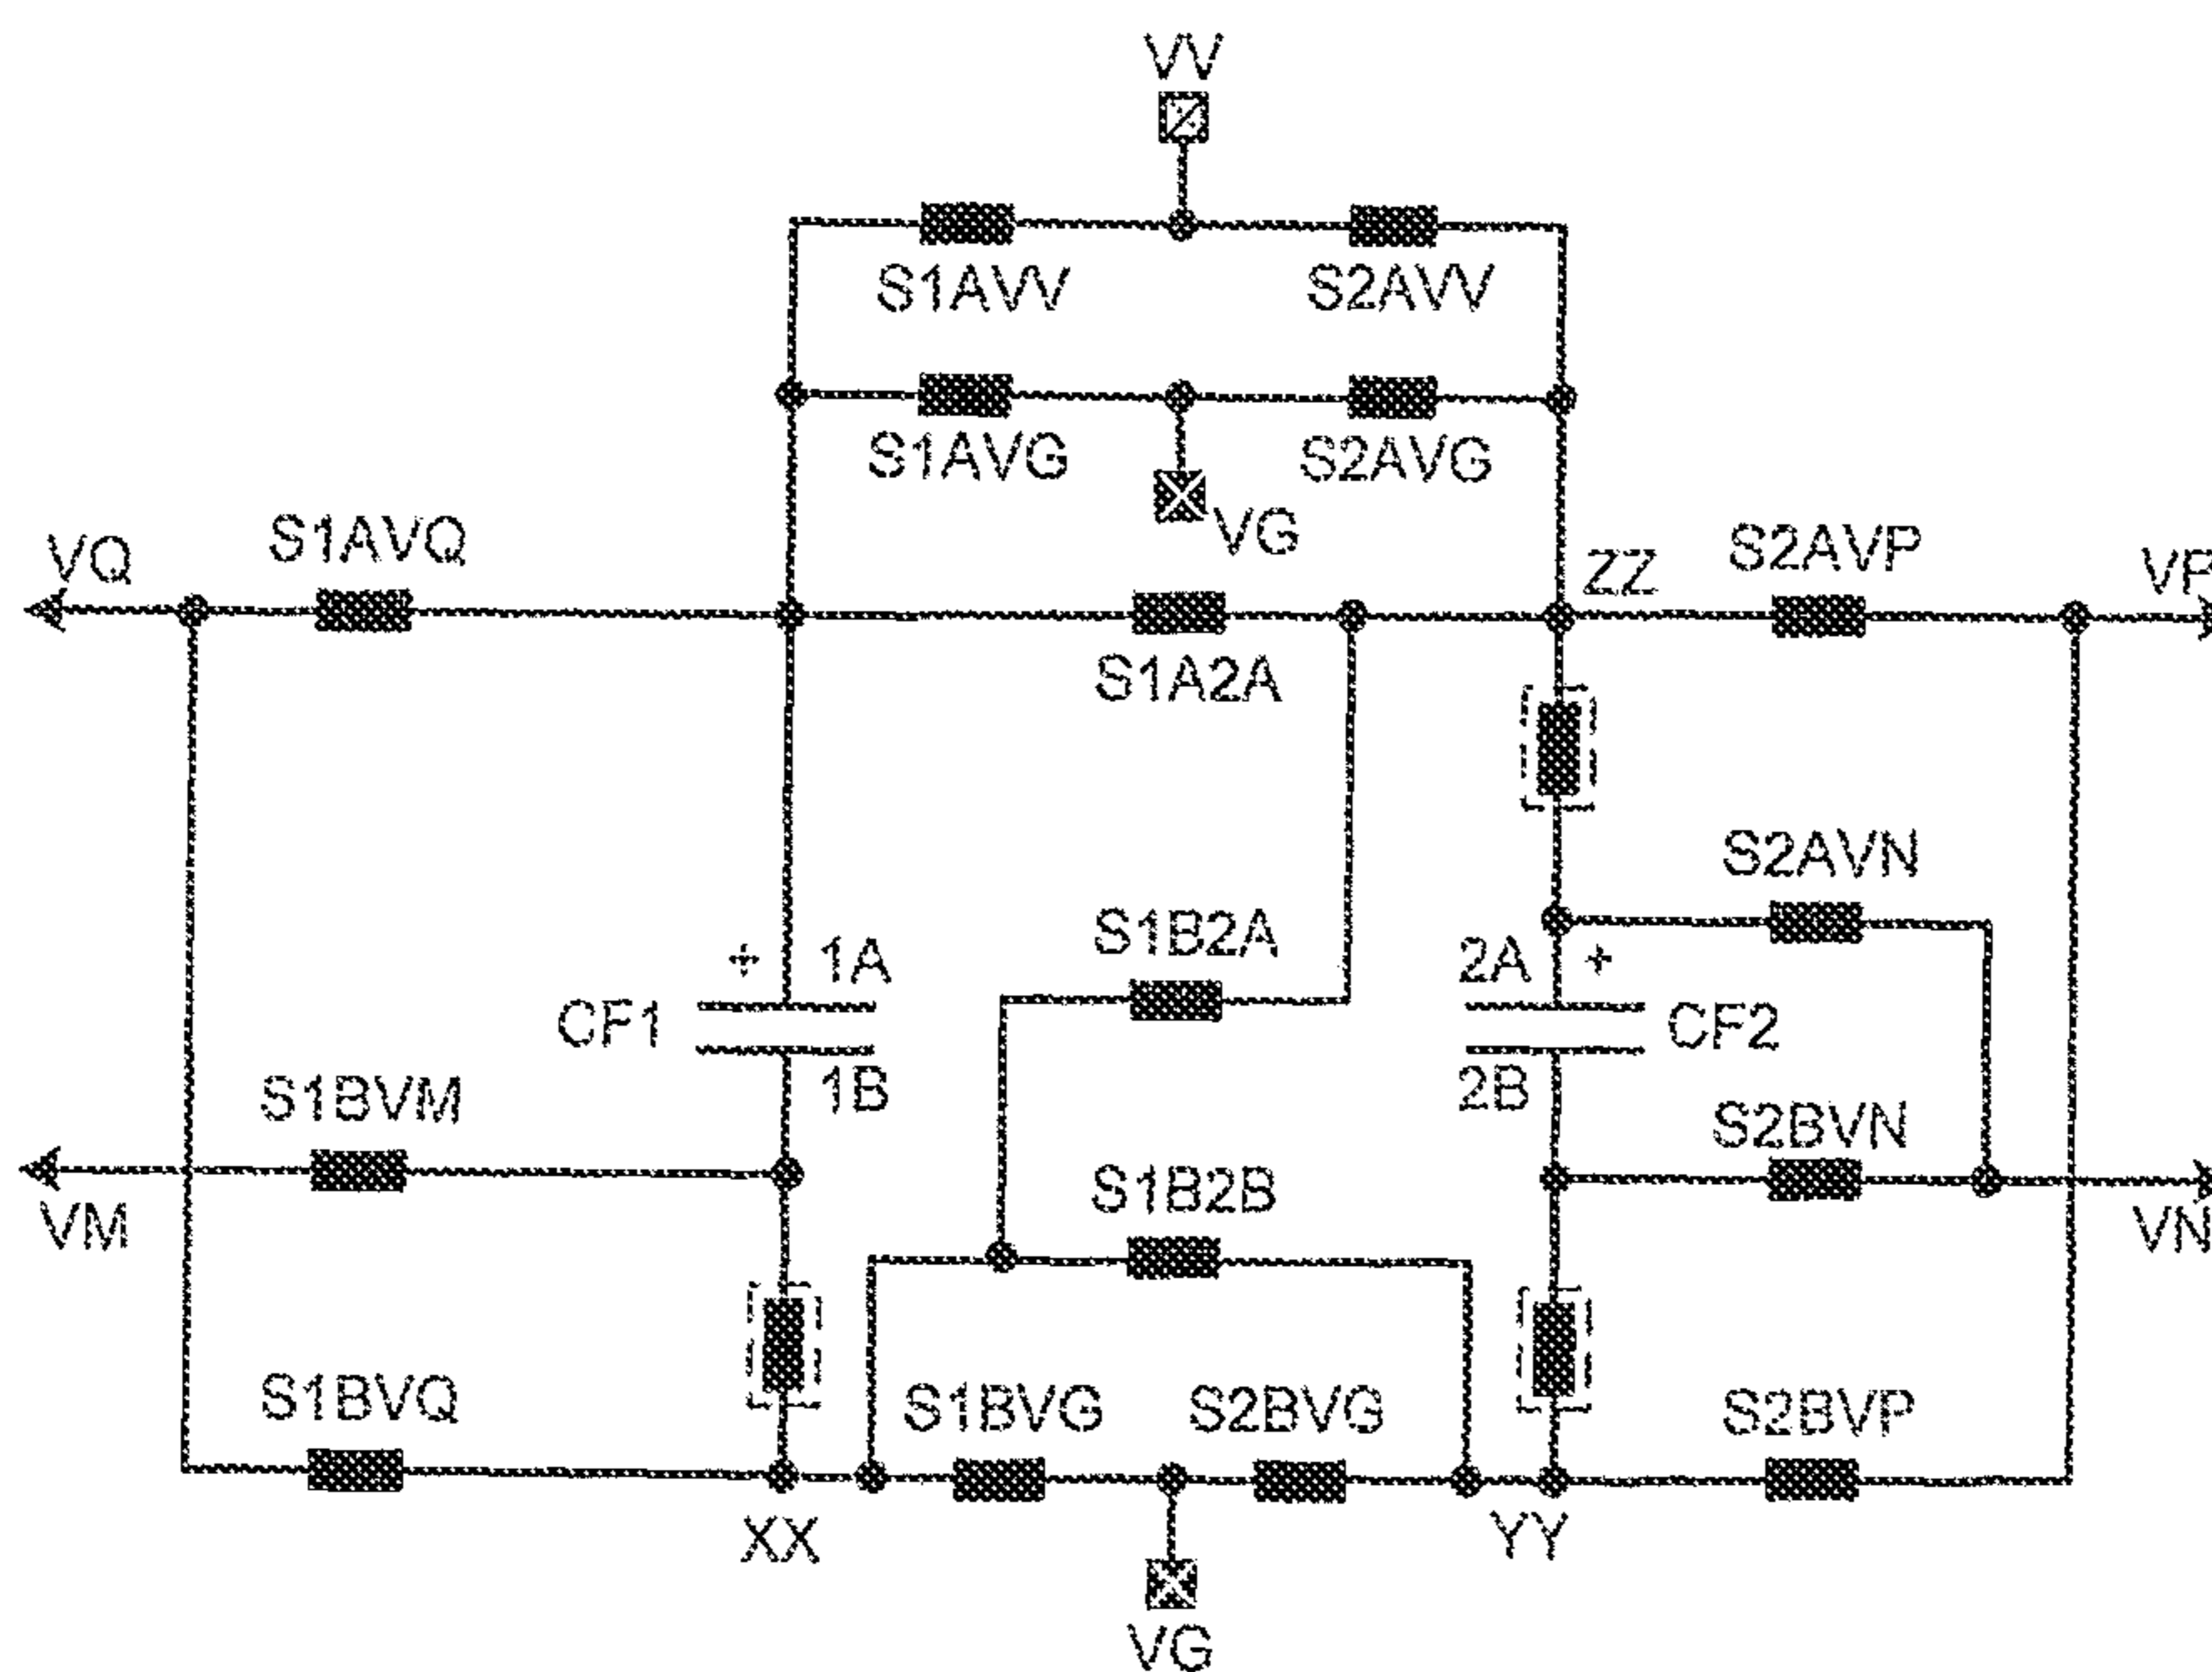 VV
S1AVV S2AVV
S1AVG S2AVG
VG
VQ S1AVQ ZZ S2AVP VP
S1A2A
S2AVN
S1B2A
+ 1A 2A +
CF1 CF2
1B 2B
S1BVM S2BVN
S1B2B
VM VN
S1BVQ S1BVG S2BVG S2BVP
XX YY
VG